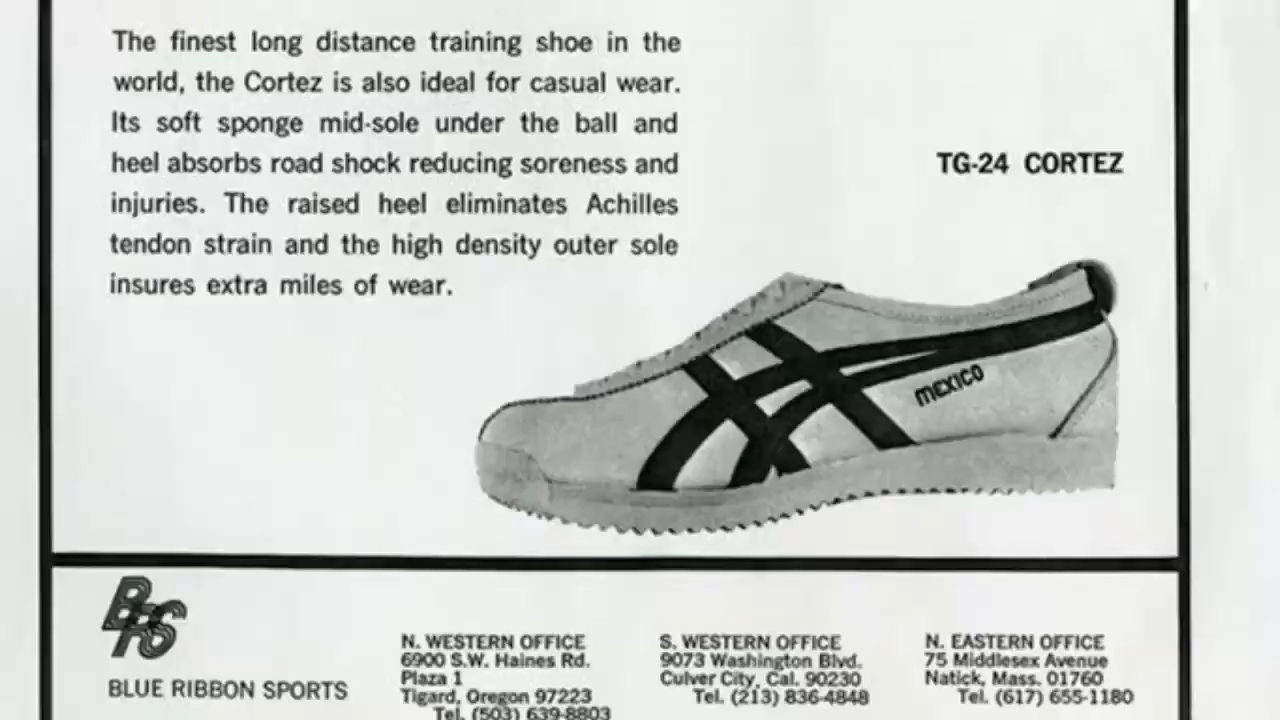 The finest long distance training shoe in the
world, the Cortez is also ideal for casual wear.
Its soft sponge mid-sole under the ball and
heel absorbs road shock reducing soreness and
injuries. The raised heel eliminates Achilles
tendon strain and the high density outer sole
insures extra miles of wear.
TG-24 CORTEZ
MEXICO
BRS
BLUE RIBBON SPORTS
N. WESTERN OFFICE
6900 S.W. Haines Rd.
Plaza 1
Tigard, Oregon 97223
Tel. (503) 639-8803
S. WESTERN OFFICE
9073 Washington Blvd.
Culver City, Cal. 90230
Tel. (213) 836-4848
N. EASTERN OFFICE
75 Middlesex Avenue
Natick, Mass. 01760
Tel. (617) 655-1180